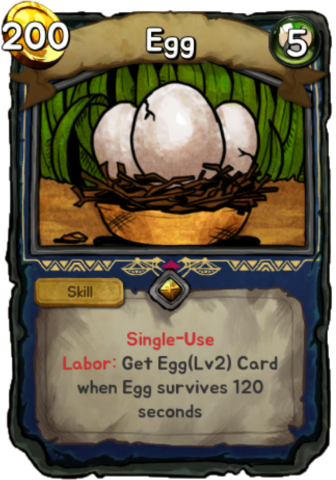 200
Egg
5
Skill
Single-Use
Labor: Get Egg(Lv2) Card
when Egg survives 120
seconds